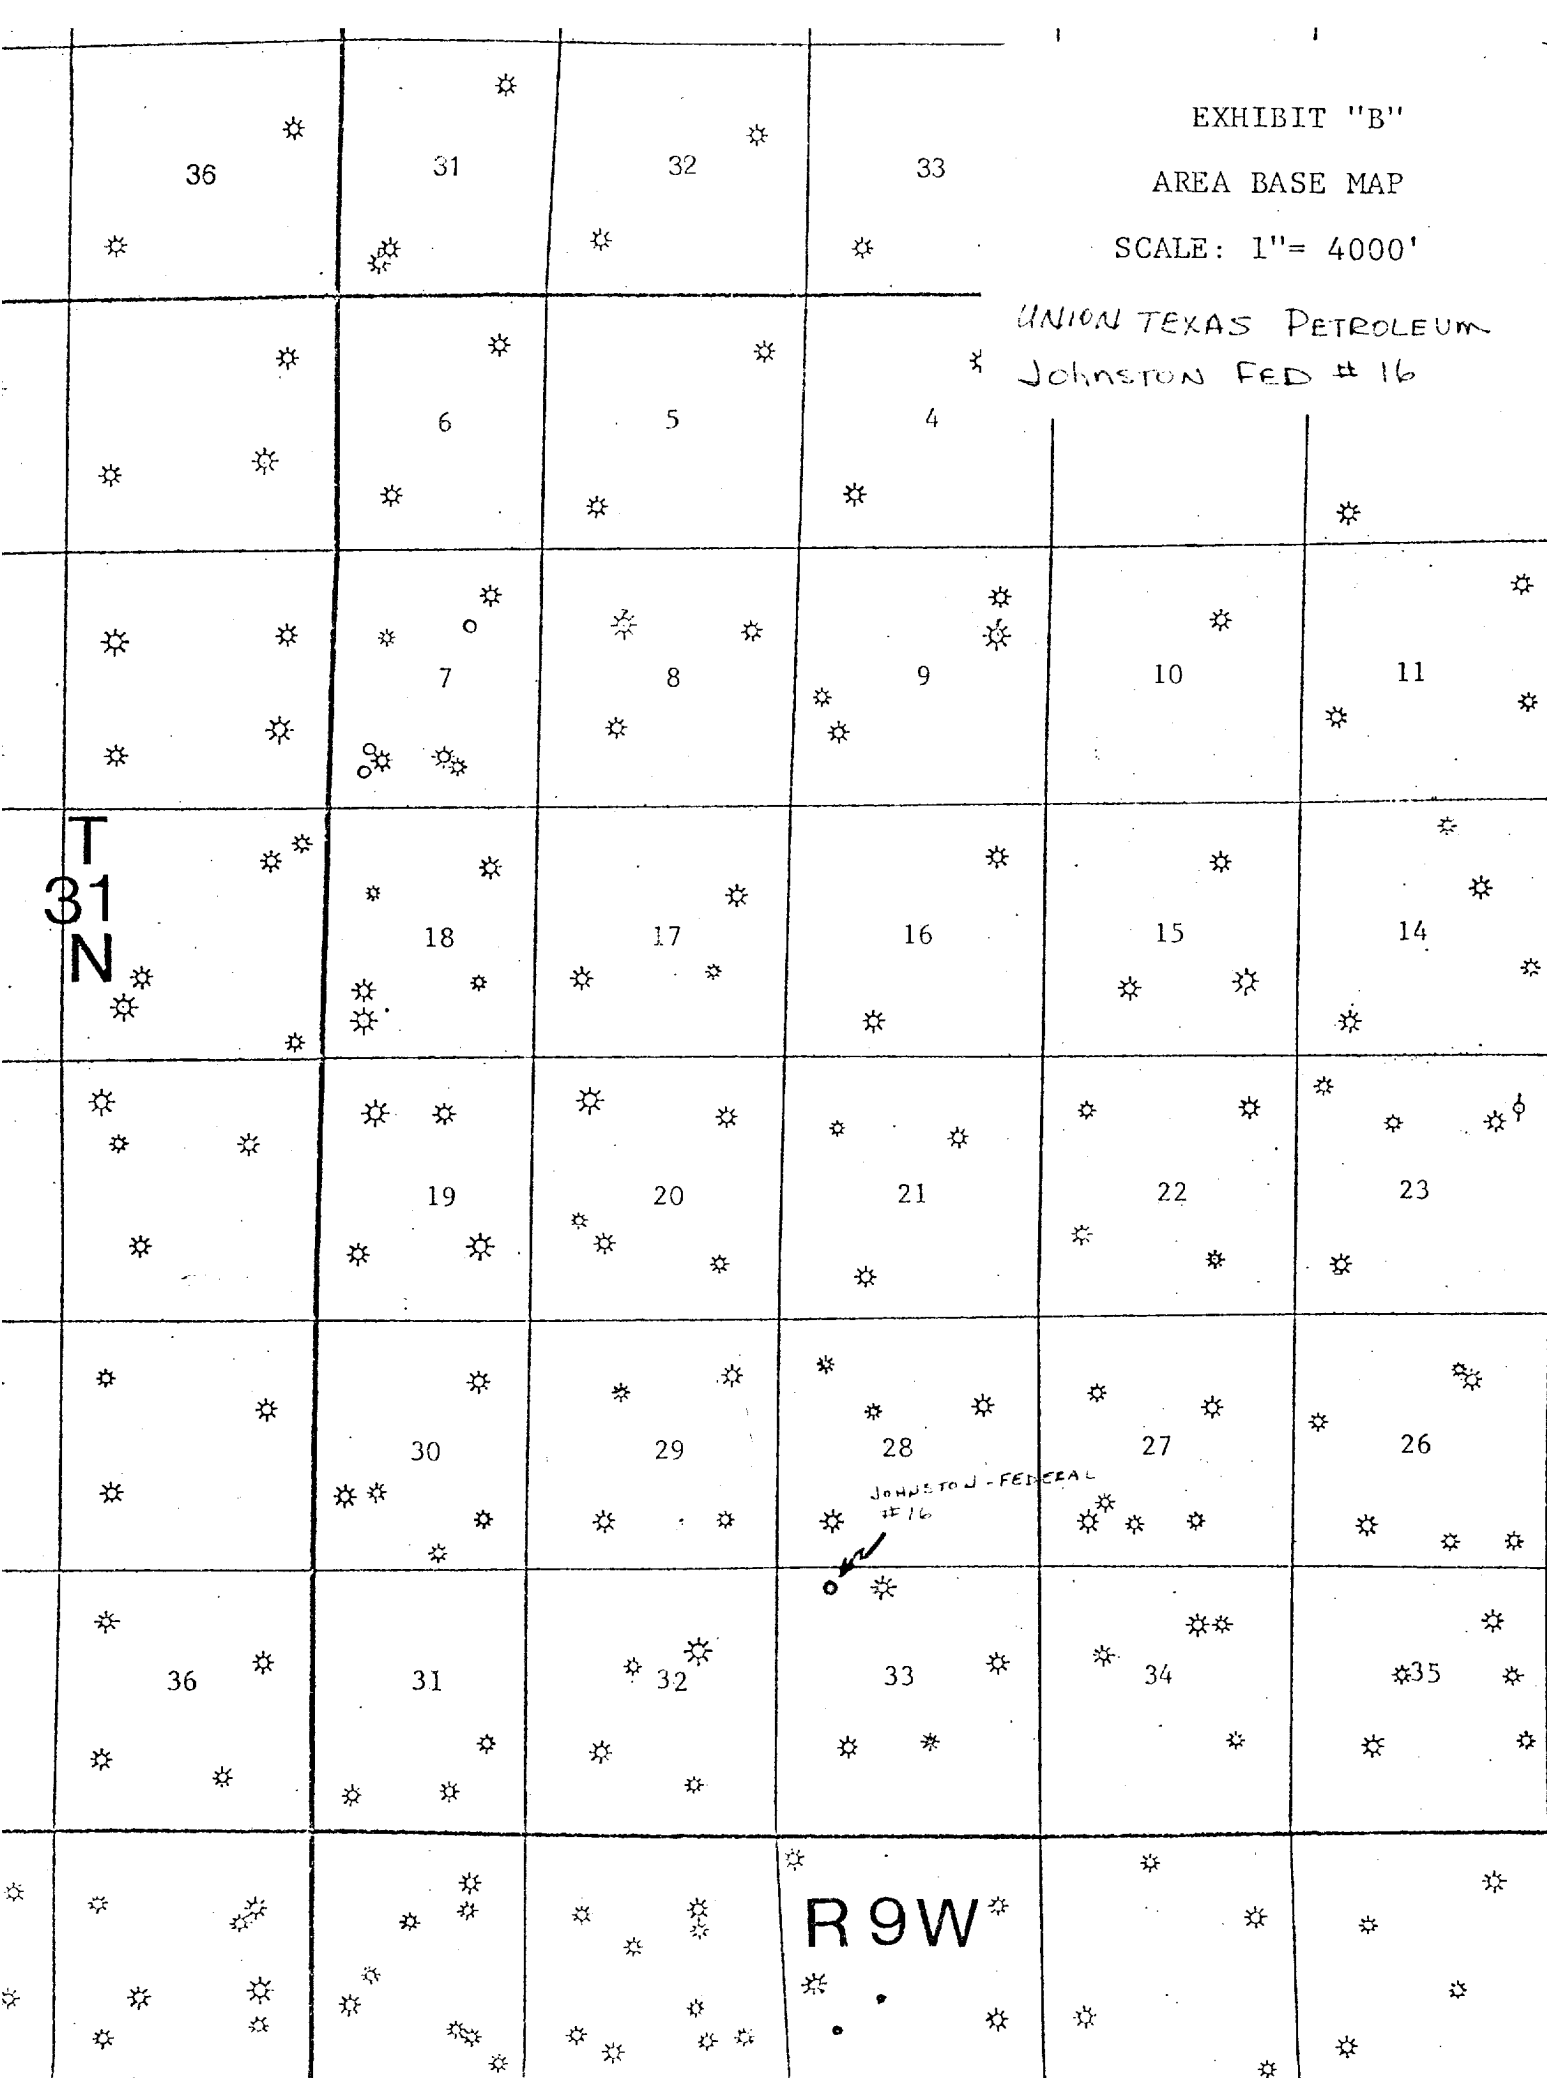 EXHIBIT "B"
AREA BASE MAP
SCALE: 1"= 4000'
UNION TEXAS PETROLEUM
JOHNSTON FED # 16
36 31 32 33
6 5 4
7 8 9 10 11
T
31
N
18 17 16 15 14
19 20 21 22 23
30 29 28 27 26
JOHNSTON-FEDERAL
#16
36 31 32 33 34 35
R 9W